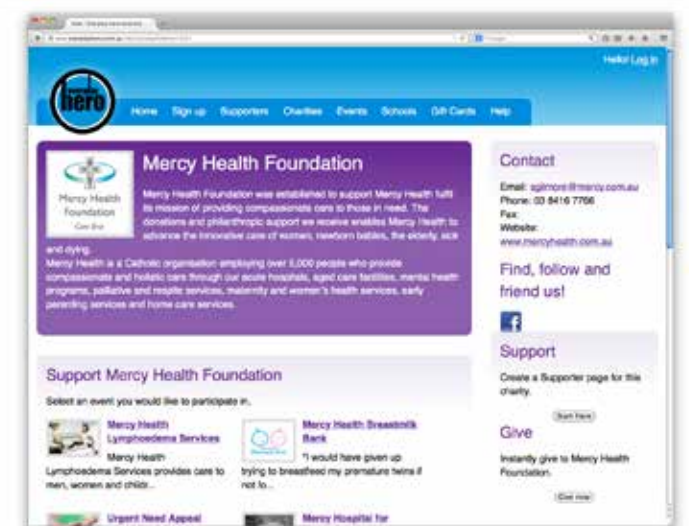 Hello! Log in
everyday
hero
Home Sign up Supporters Charities Events Schools Gift Cards Help
Mercy Health
Foundation
Care first
Mercy Health Foundation
Mercy Health Foundation was established to support Mercy Health fulfil
its mission of providing compassionate care to those in need. The
donations and philanthropic support we receive enables Mercy Health to
advance the innovative care of women, newborn babies, the elderly, sick
and dying.
Mercy Health is a Catholic organisation employing over 5,000 people who provide
compassionate and holistic care through our acute hospitals, aged care facilities, mental health
programs, palliative and respite services, maternity and women's health services, early
parenting services and home care services.
Contact
Email: sgilmore@mercy.com.au
Phone: 03 8416 7766
Fax:
Website:
www.mercyhealth.com.au
Find, follow and
friend us!
f
Support
Create a Supporter page for this
charity.
Start here
Give
Instantly give to Mercy Health
Foundation.
Give now
Support Mercy Health Foundation
Select an event you would like to participate in.
Mercy Health
Lymphoedema Services
Mercy Health
Lymphoedema Services provides care to
men, women and childr...
Mercy Health Breastmilk
Bank
"I would have given up
trying to breastfeed my premature twins if
not fo...
Urgent Need Appeal
Mercy Hospital for